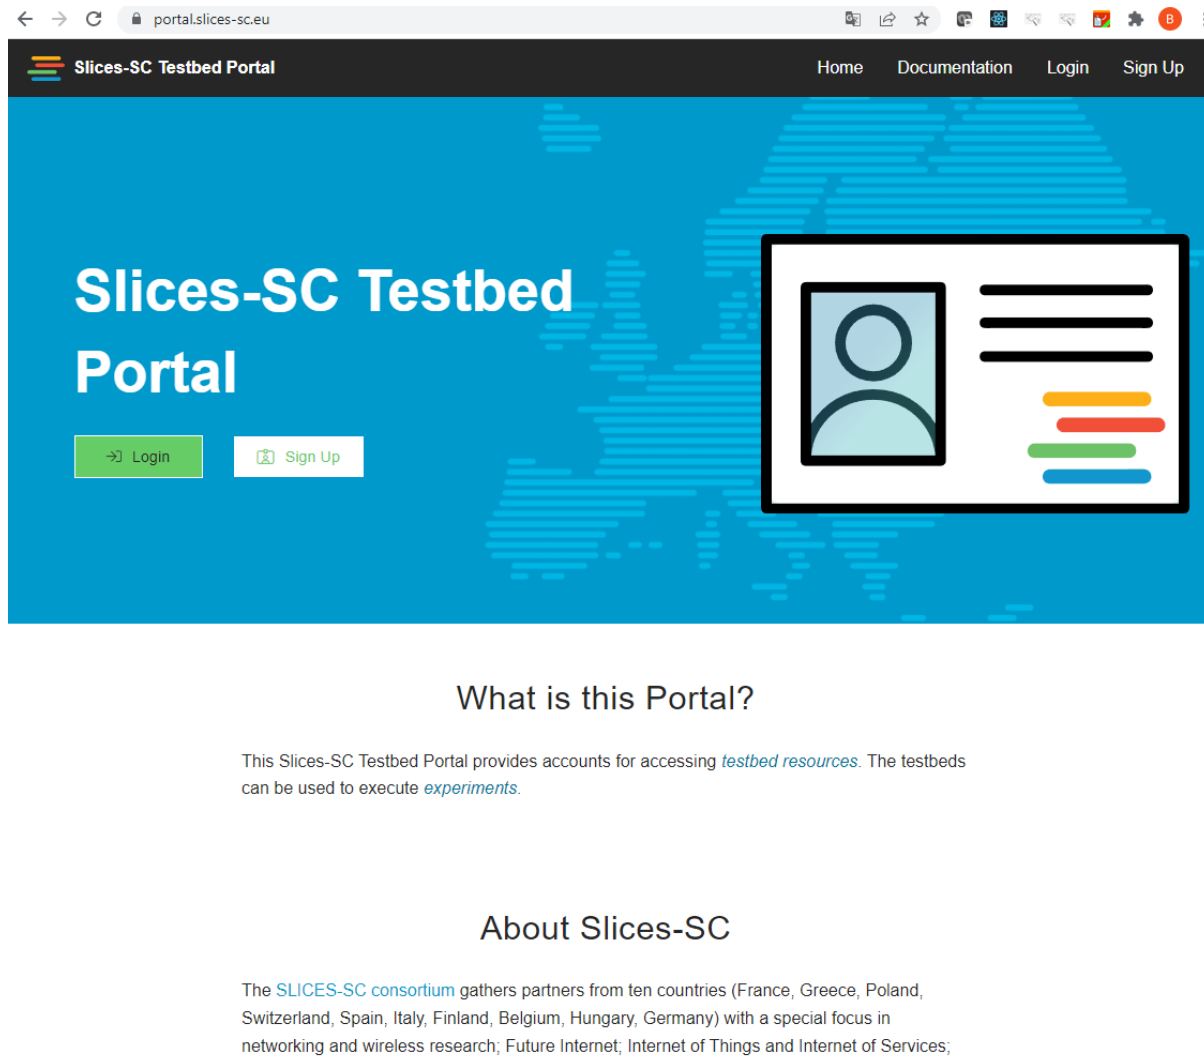 portal.slices-sc.eu
B
Slices-SC Testbed Portal
Home
Documentation
Login
Sign Up
Slices-SC Testbed
Portal
Login
Sign Up
What is this Portal?
This Slices-SC Testbed Portal provides accounts for accessing testbed resources. The testbeds
can be used to execute experiments.
About Slices-SC
The SLICES-SC consortium gathers partners from ten countries (France, Greece, Poland,
Switzerland, Spain, Italy, Finland, Belgium, Hungary, Germany) with a special focus in
networking and wireless research; Future Internet; Internet of Things and Internet of Services;